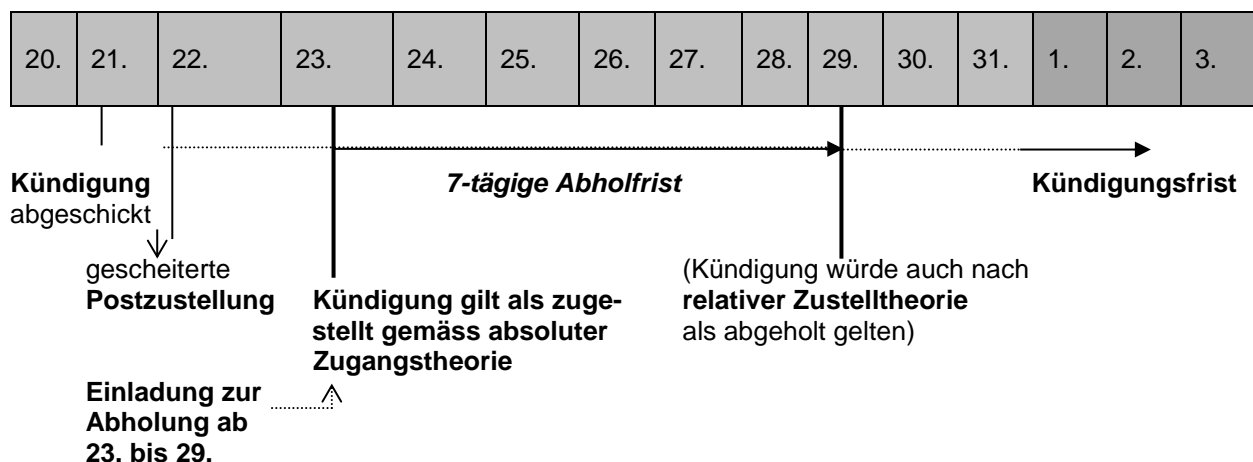 20. 21. 22. 23. 24. 25. 26. 27. 28. 29. 30. 31. 1. 2. 3.
Kündigung
abgeschickt
7-tägige Abholfrist
Kündigungsfrist
gescheiterte
Postzustellung
Kündigung gilt als zuge-
stellt gemäss absoluter
Zugangstheorie
(Kündigung würde auch nach
relativer Zustelltheorie
als abgeholt gelten)
Einladung zur
Abholung ab
23. bis 29.